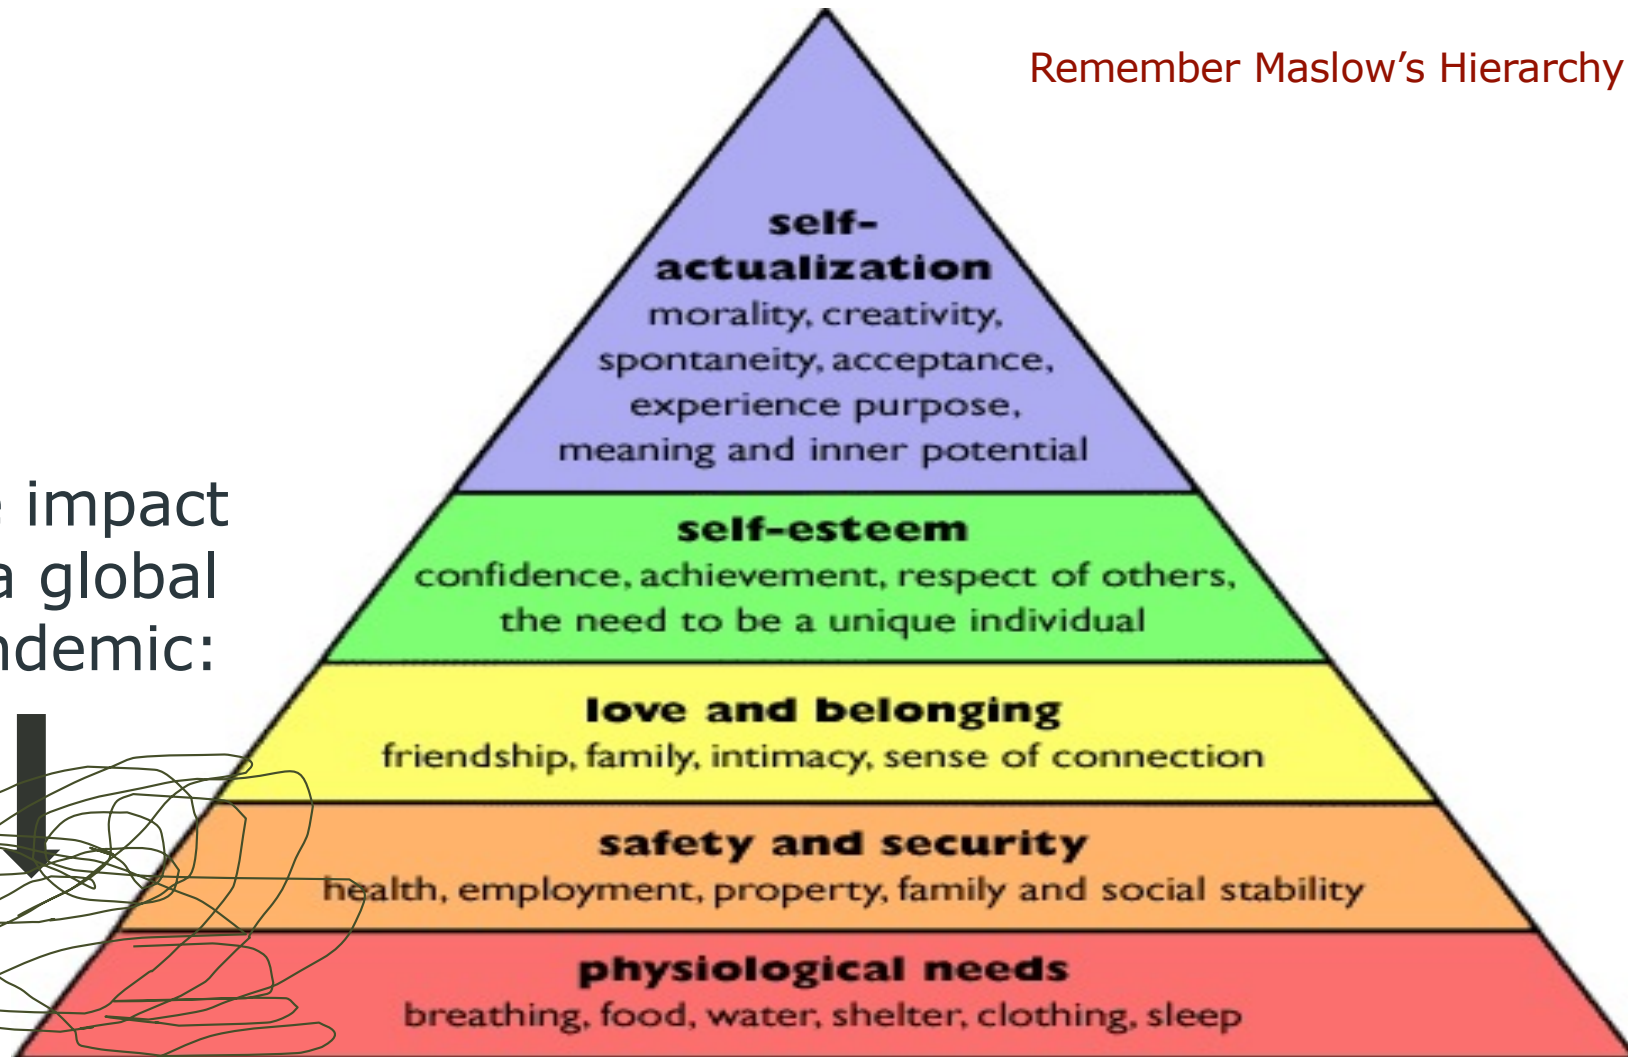 Remember Maslow's Hierarchy
self-
actualization
morality, creativity,
spontaneity, acceptance,
experience purpose,
meaning and inner potential
impact
a global
self-esteem
confidence, achievement, respect of others,
the need to be a unique individual
love and belonging
friendship, family, intimacy, sense of connection
safety and security
health, employment, property, family and social stability
physiological needs
breathing, food, water, shelter, clothing, sleep